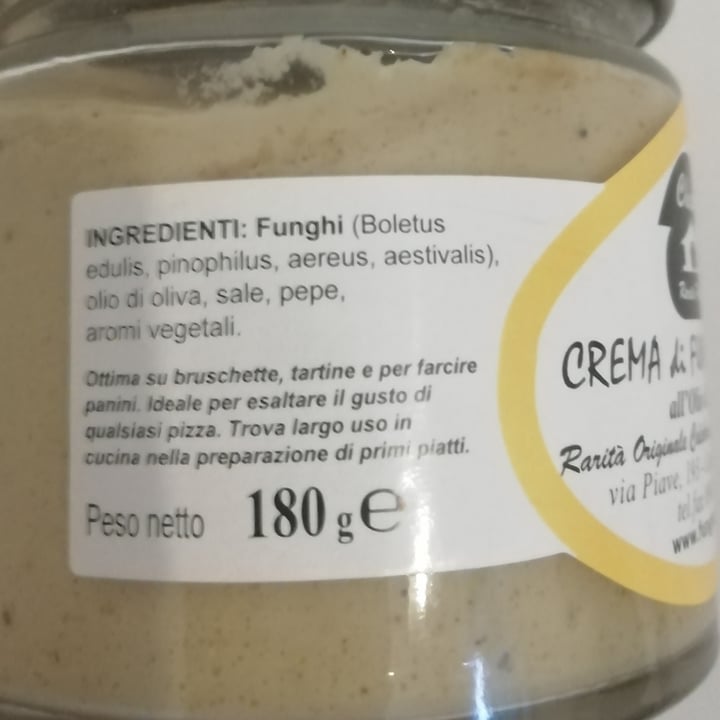 INGREDIENTI: Funghi (Boletus
edulis, pinophilus, aereus, aestivalis),
olio di oliva, sale, pepe,
aromi vegetali.
Ottima su bruschette, tartine e per farcire
panini. Ideale per esaltare il gusto di
qualsiasi pizza. Trova largo uso in
cucina nella preparazione di primi piatti.
Peso netto 180 g e
CREMA di
Rarità Originale
via Piave,
tel.
www.